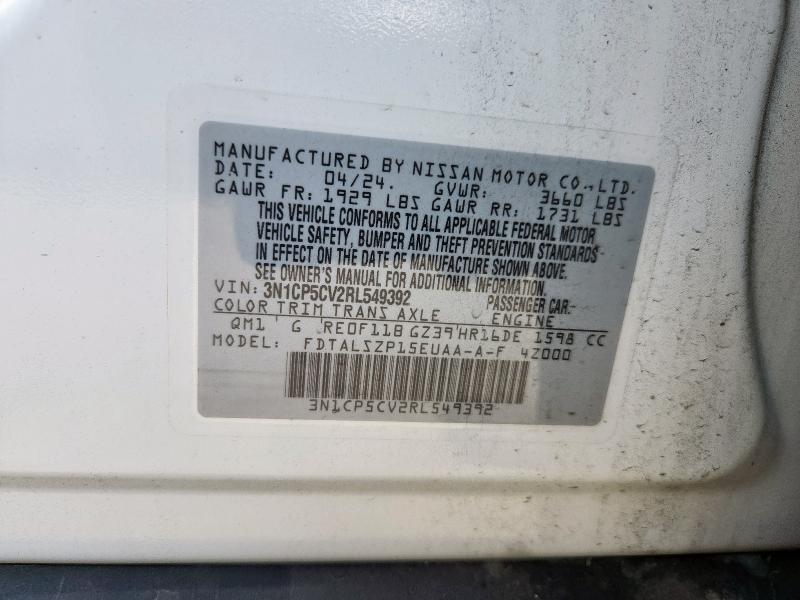 MANUFACTURED BY NISSAN MOTOR CO., LTD.
DATE: 04/24. GVWR: 3660 LBS
GAWR FR: 1929 LBS GAWR RR: 1731 LBS
THIS VEHICLE CONFORMS TO ALL APPLICABLE FEDERAL MOTOR
VEHICLE SAFETY, BUMPER AND THEFT PREVENTION STANDARDS
IN EFFECT ON THE DATE OF MANUFACTURE SHOWN ABOVE.
SEE OWNER'S MANUAL FOR ADDITIONAL INFORMATION.
VIN: 3N1CP5CV2RL549392 PASSENGER CAR
COLOR TRIM TRANS AXLE ENGINE
QM1 G RE0F11B GZ39 HR16DE 1598 CC
MODEL: FDTALSZP15EUAA-A-F 42000
3N1CP5CV2RL549392